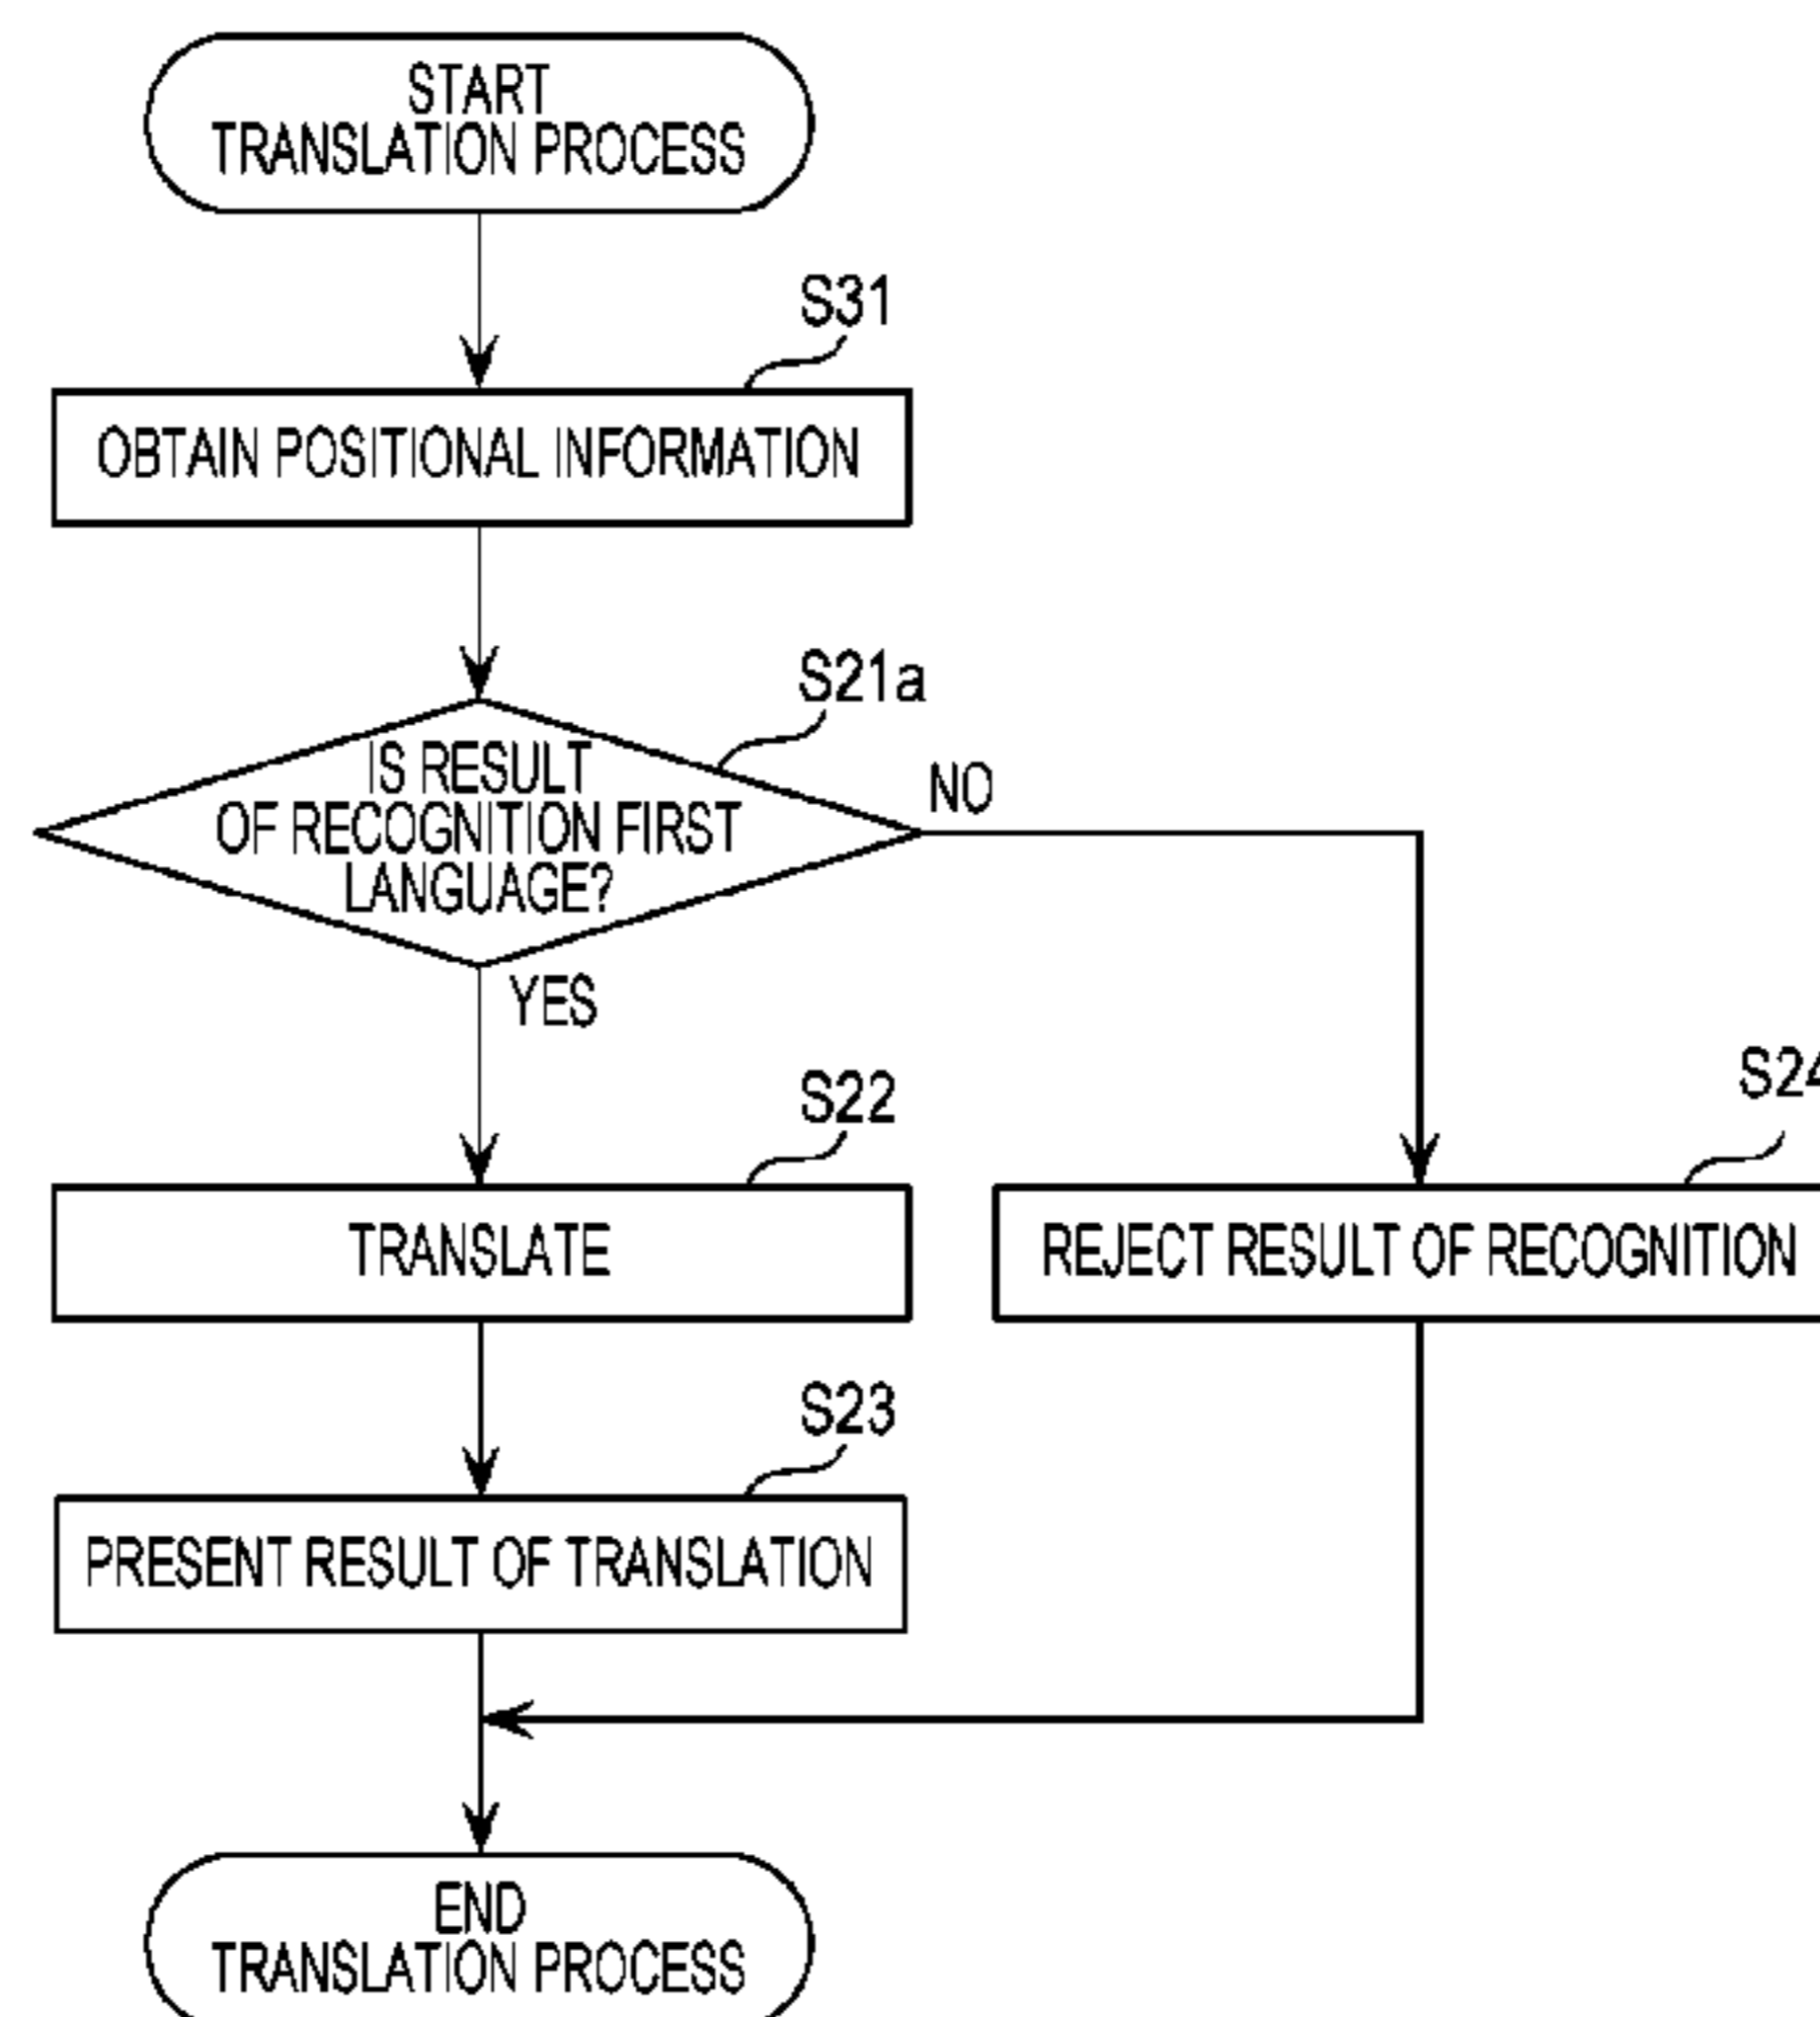 START
TRANSLATION PROCESS
S31
OBTAIN POSITIONAL INFORMATION
S21a
IS RESULT
OF RECOGNITION FIRST
LANGUAGE?
NO
YES
S22
TRANSLATE
S24
REJECT RESULT OF RECOGNITION
S23
PRESENT RESULT OF TRANSLATION
END
TRANSLATION PROCESS